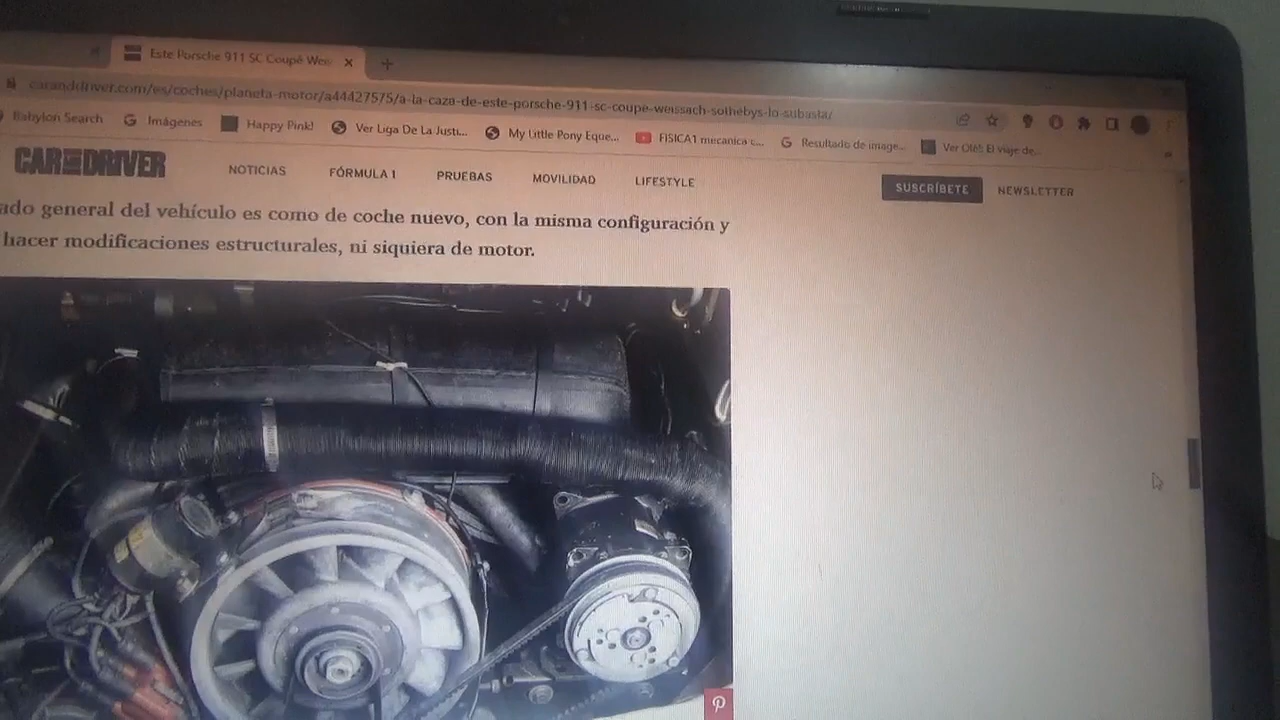 Este Porsche 911 SC Coupé Weis
caranddriver.com/es/coches/planeta-motor/a44427575/a-la-caza-de-este-porsche-911-sc-coupe-weissach-sothebys-lo-subasta/
Babylon Search
Imágenes
Happy Pink!
Ver Liga De La Justi...
My Little Pony Eque...
FISICA1 mecanica c...
Resultado de image...
Ver Olé!! El viaje de...
CAR AND DRIVER
NOTICIAS
FÓRMULA 1
PRUEBAS
MOVILIDAD
LIFESTYLE
SUSCRÍBETE
NEWSLETTER
ado general del vehículo es como de coche nuevo, con la misma configuración y
hacer modificaciones estructurales, ni siquiera de motor.